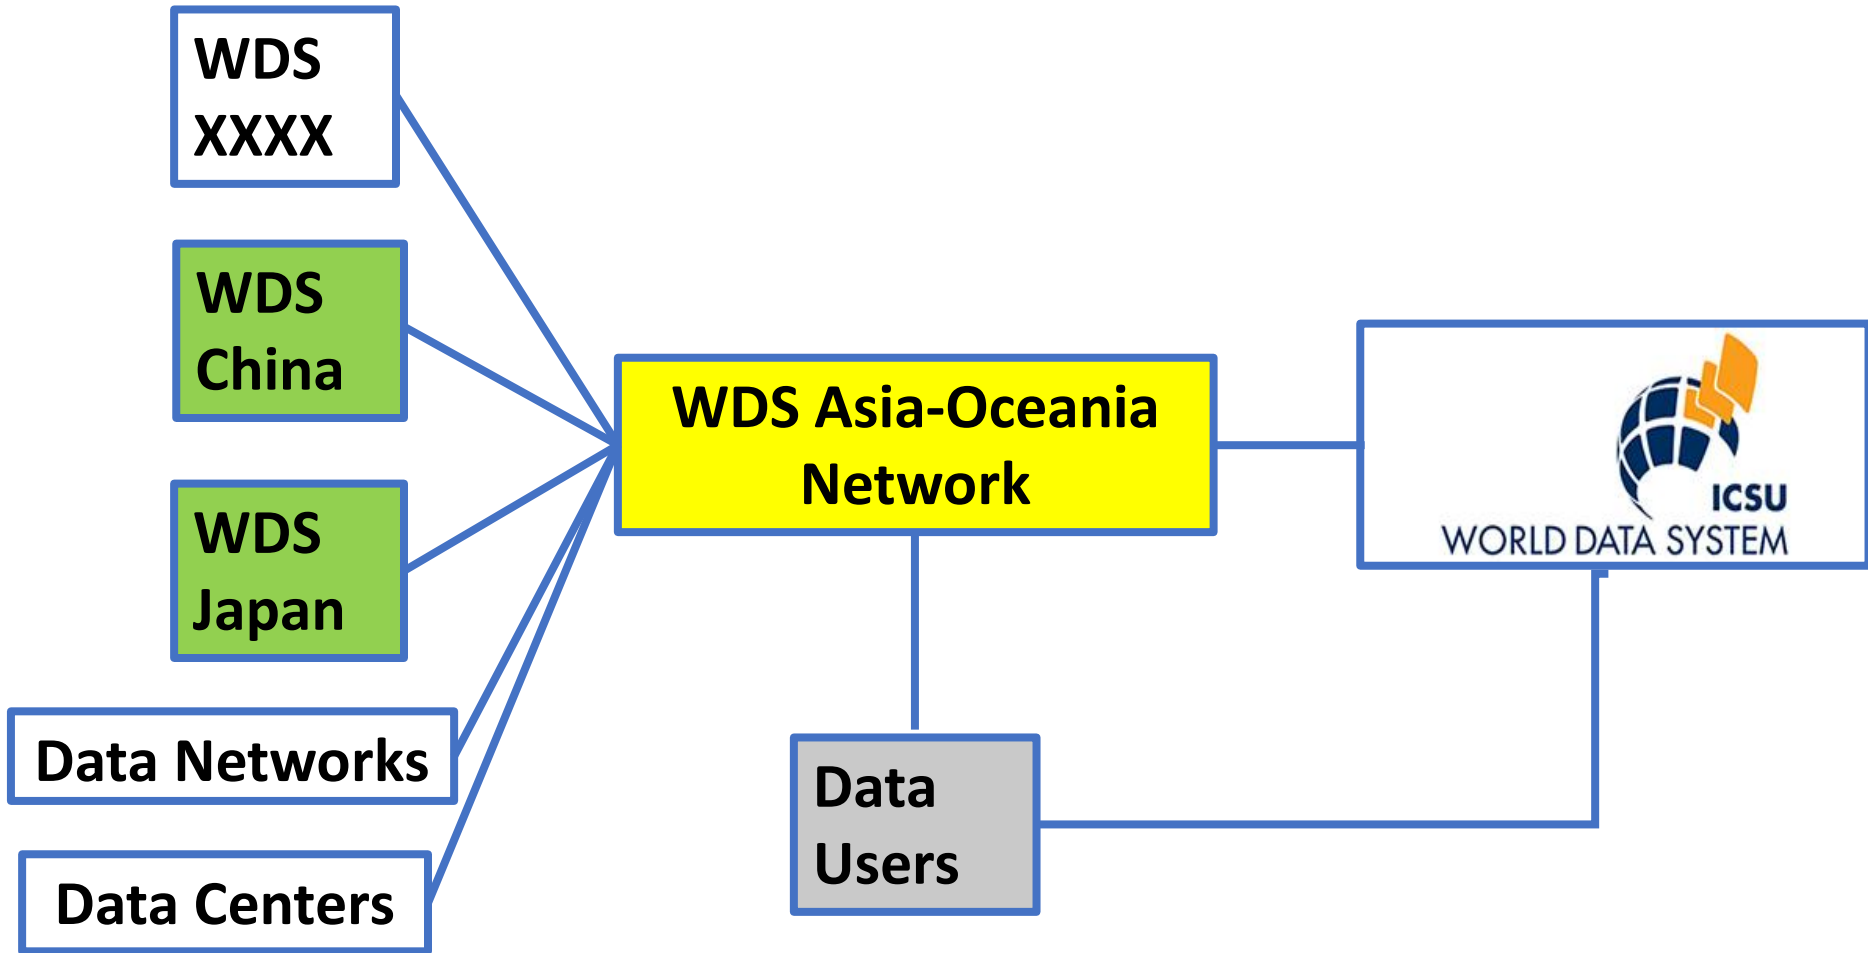 WDS
XXXX
WDS
China
WDS
Japan
Data Networks
Data Centers
WDS Asia-Oceania
Network
Data
Users
ICSU
WORLD DATA SYSTEM